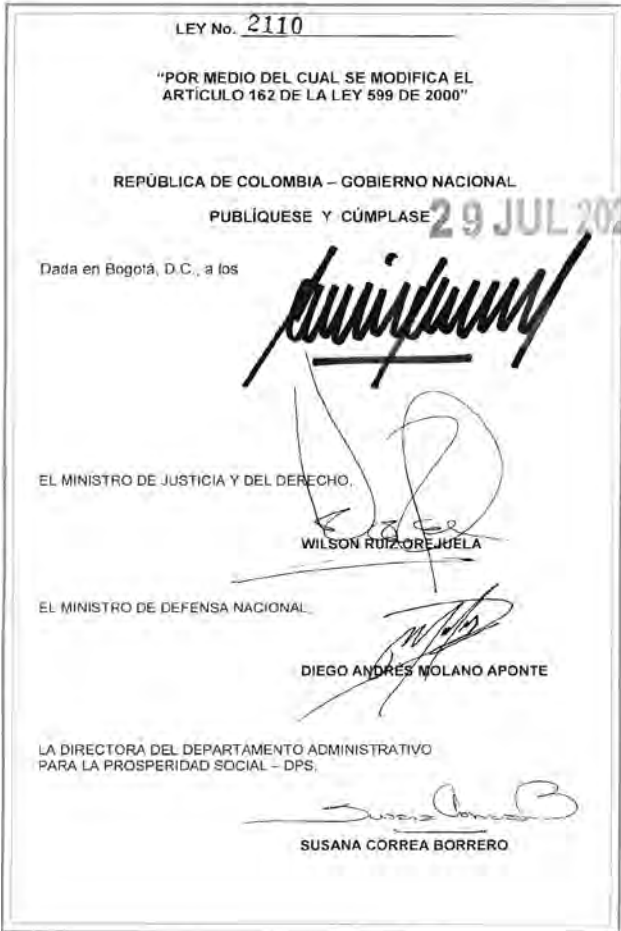 LEY No. 2110
"POR MEDIO DEL CUAL SE MODIFICA EL
ARTÍCULO 162 DE LA LEY 599 DE 2000"
REPÚBLICA DE COLOMBIA – GOBIERNO NACIONAL
PUBLÍQUESE Y CÚMPLASE 29 JUL 202
Dada en Bogotá, D.C., a los
EL MINISTRO DE JUSTICIA Y DEL DERECHO,
WILSON RUIZ OREJUELA
EL MINISTRO DE DEFENSA NACIONAL,
DIEGO ANDRÉS MOLANO APONTE
LA DIRECTORA DEL DEPARTAMENTO ADMINISTRATIVO
PARA LA PROSPERIDAD SOCIAL – DPS,
SUSANA CORREA BORRERO